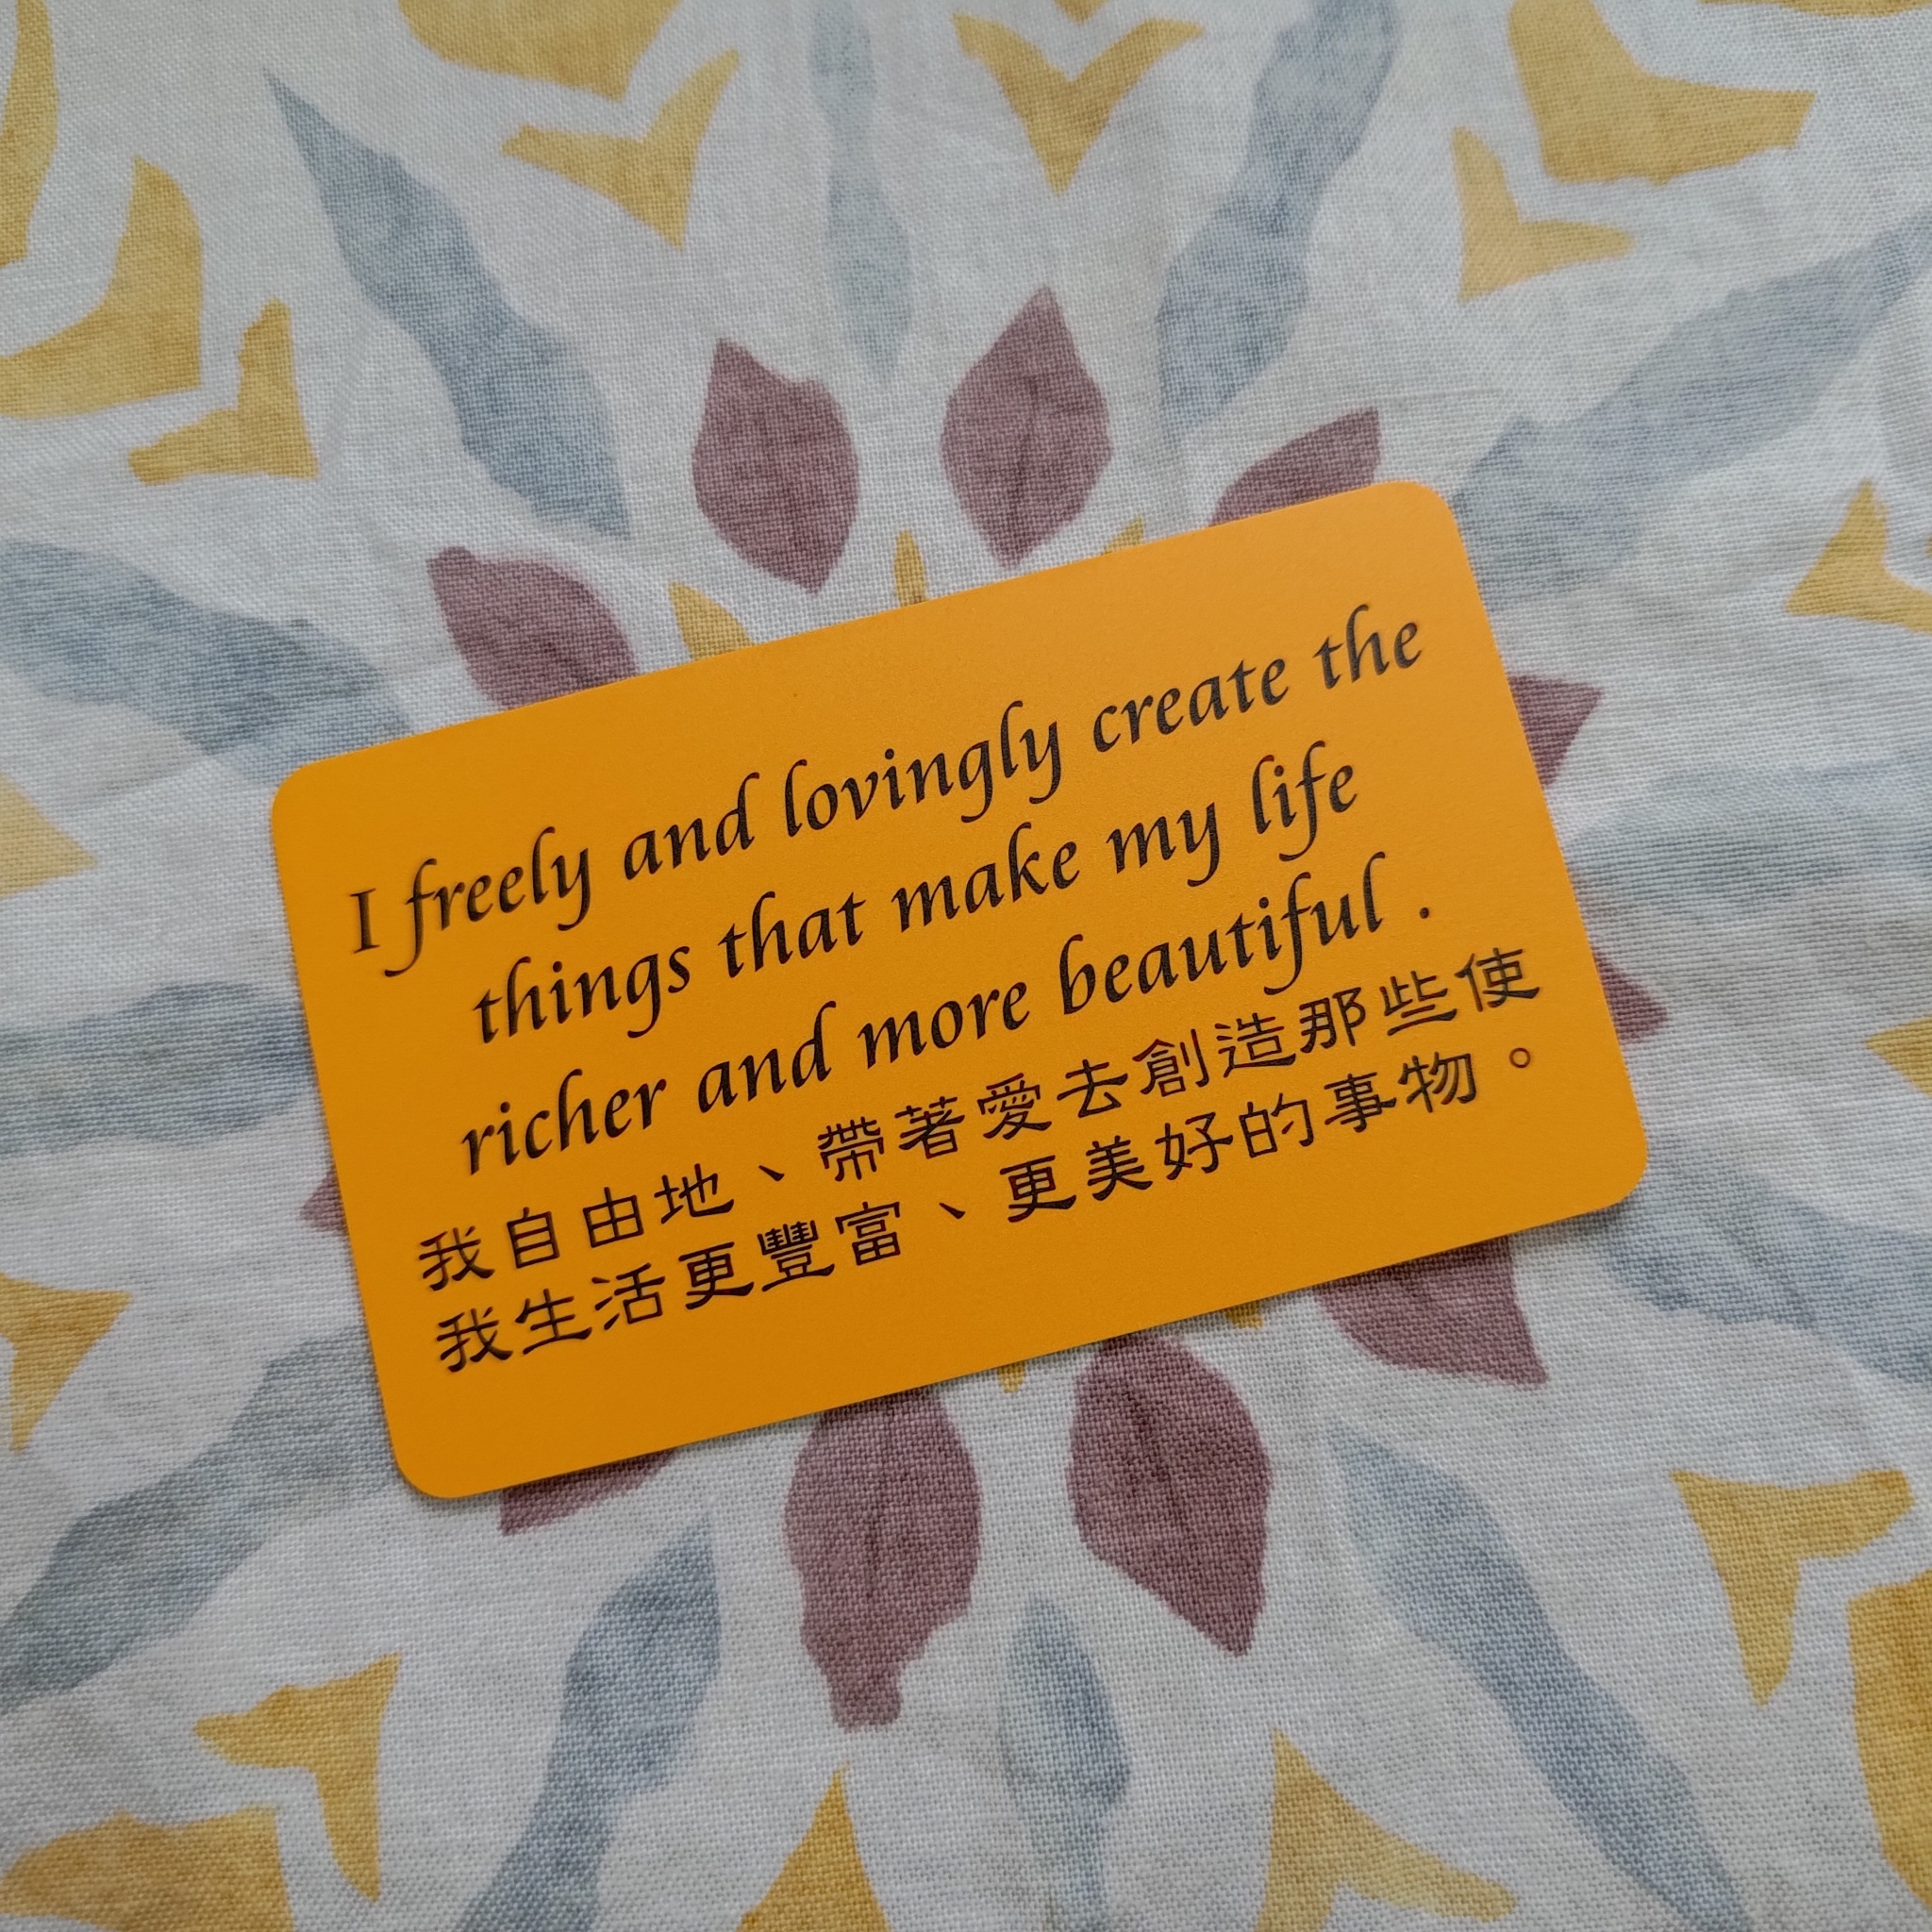 I freely and lovingly create the
things that make my life
richer and more beautiful .
我自由地、帶著愛去創造那些使
我生活更豐富、更美好的事物。